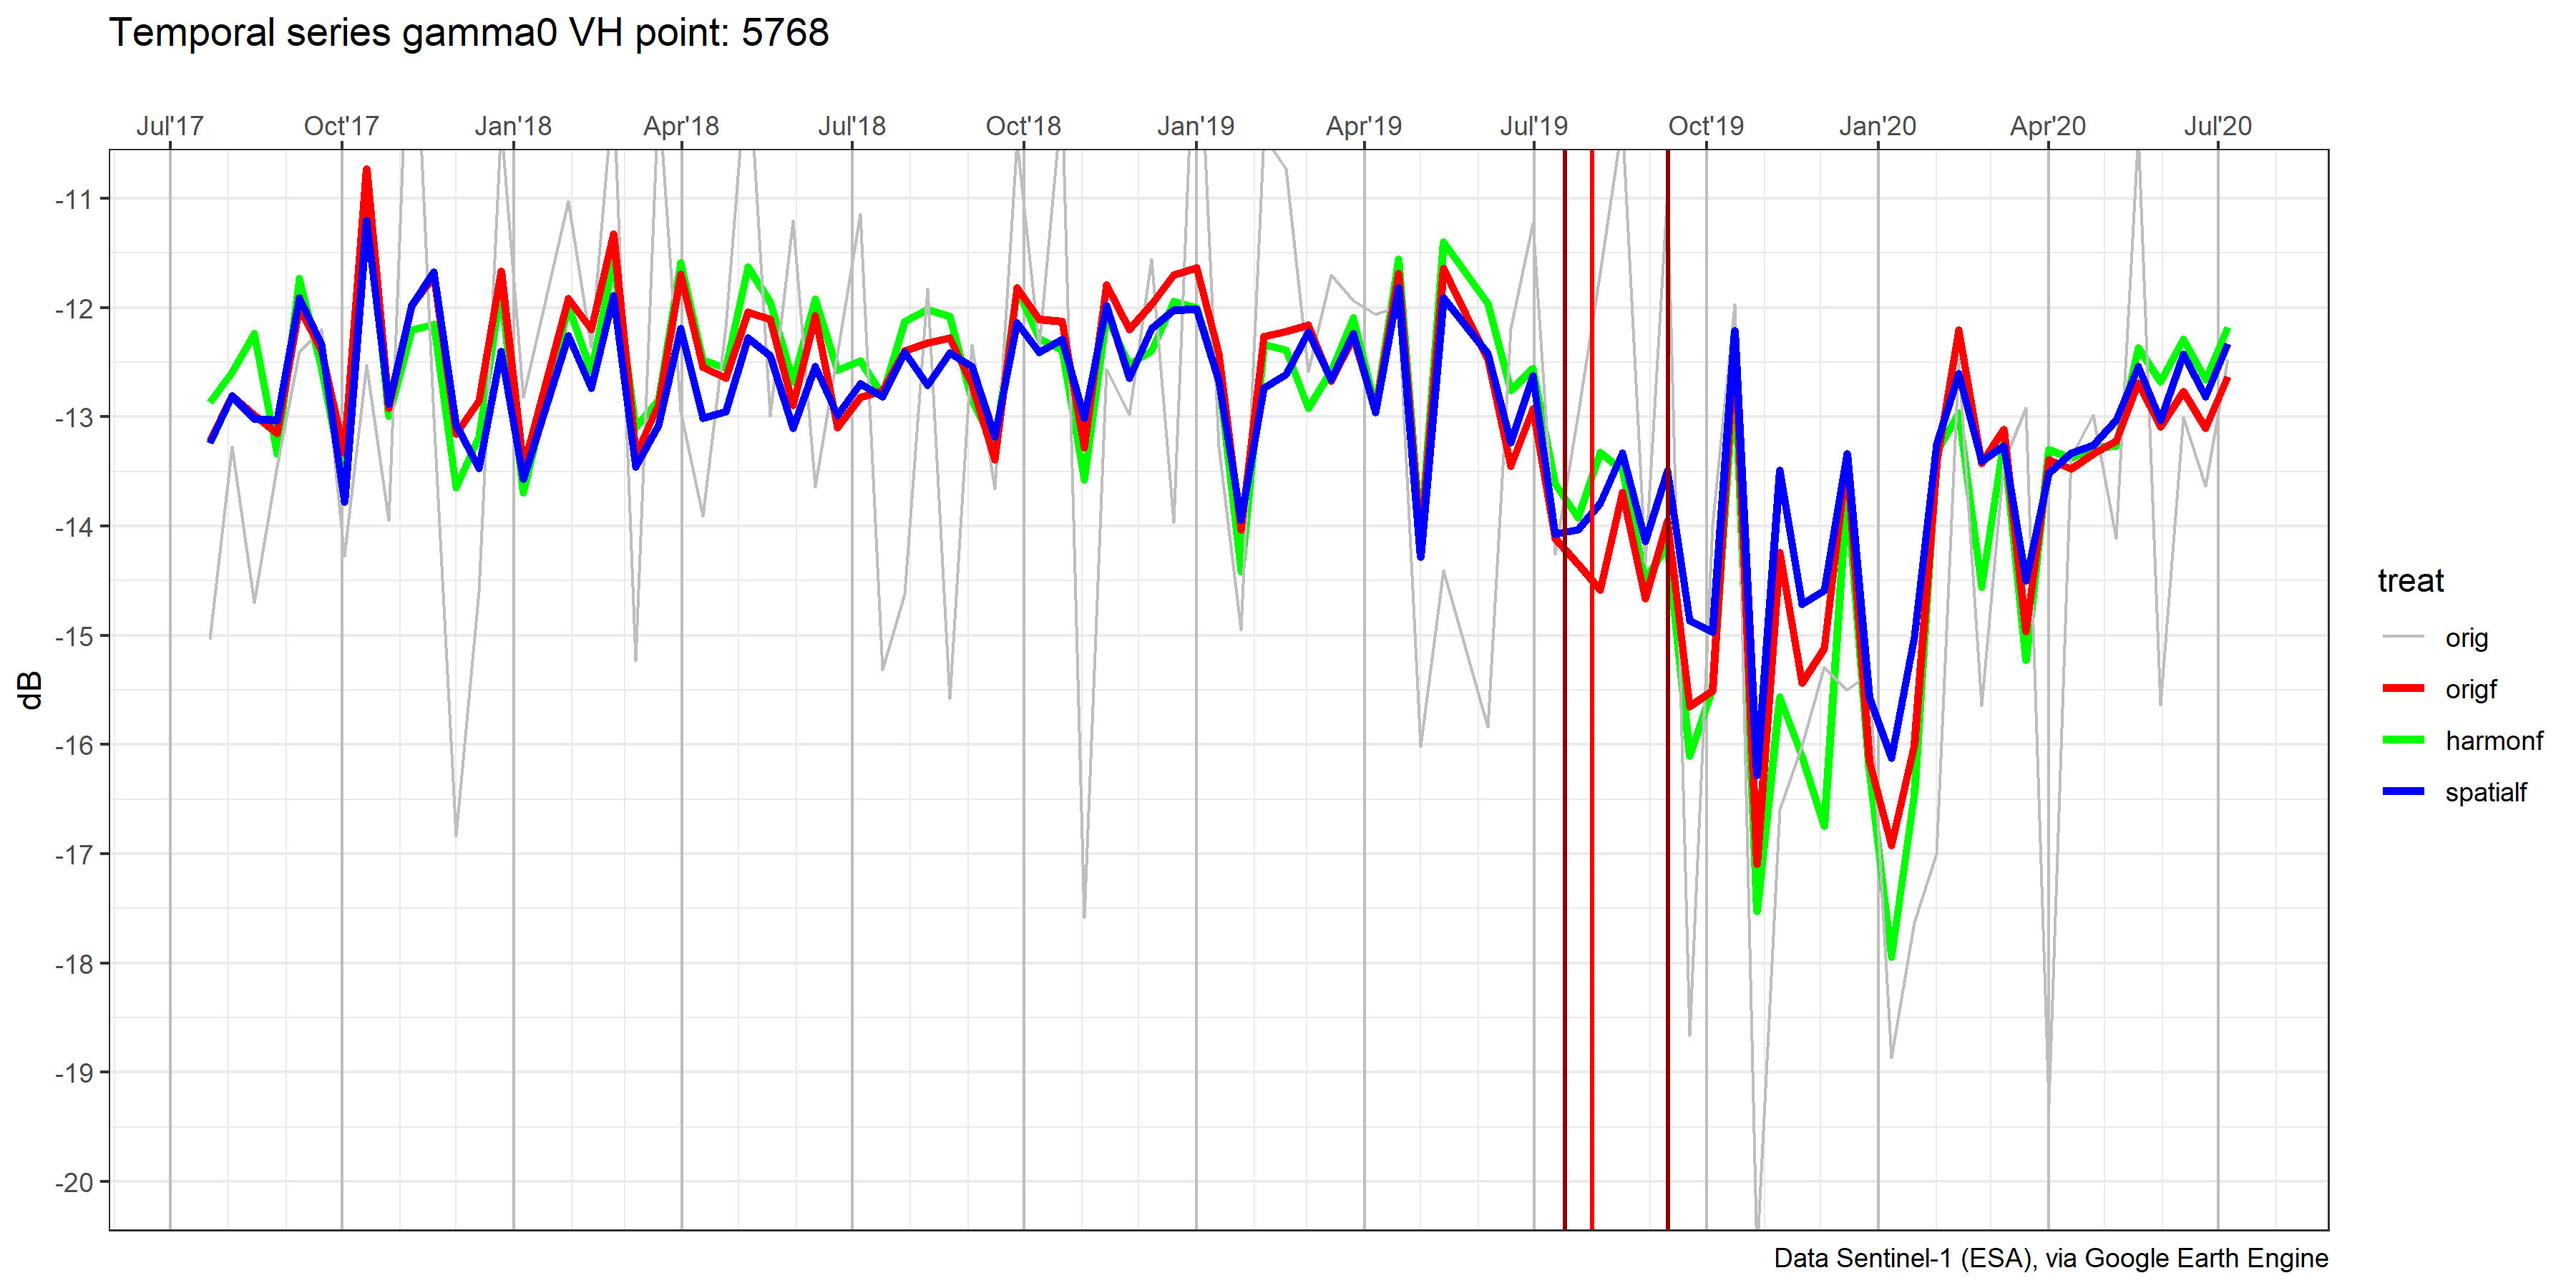 Temporal series gamma0 VH point: 5768
Jul'17 Oct'17 Jan'18 Apr'18 Jul'18 Oct'18 Jan'19 Apr'19 Jul'19 Oct'19 Jan'20 Apr'20 Jul'20
-11
-12
-13
-14
-15
-16
-17
-18
-19
-20
dB
treat
orig
origf
harmonf
spatialf
Data Sentinel-1 (ESA), via Google Earth Engine